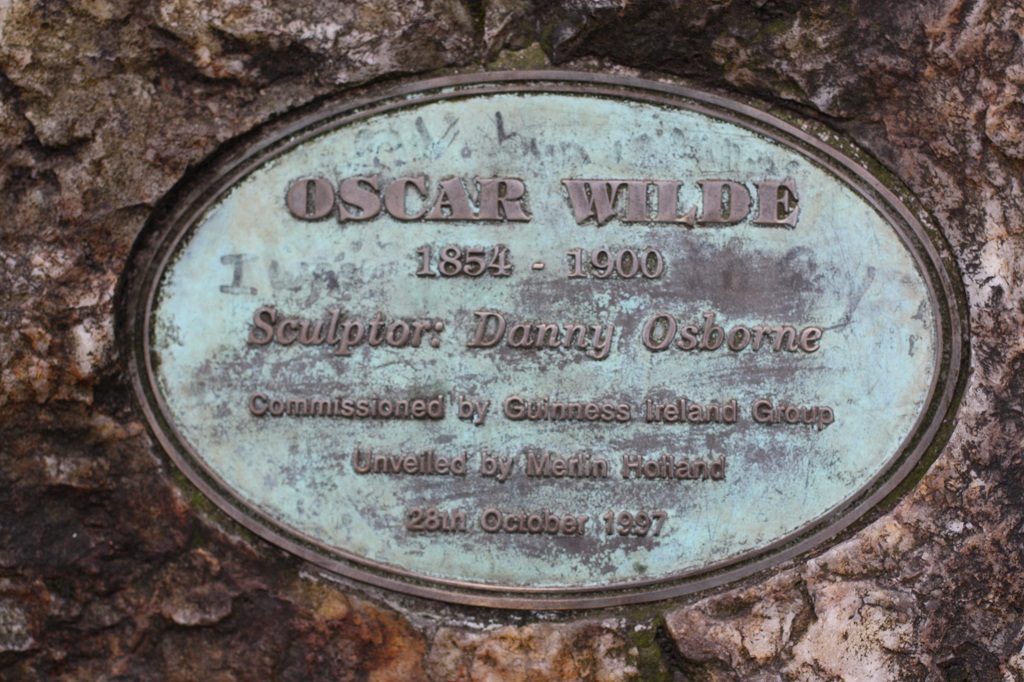 OSCAR WILDE
1854 - 1900
Sculptor: Danny Osborne
Commissioned by Guinness Ireland Group
Unveiled by Merlin Holland
28th October 1997